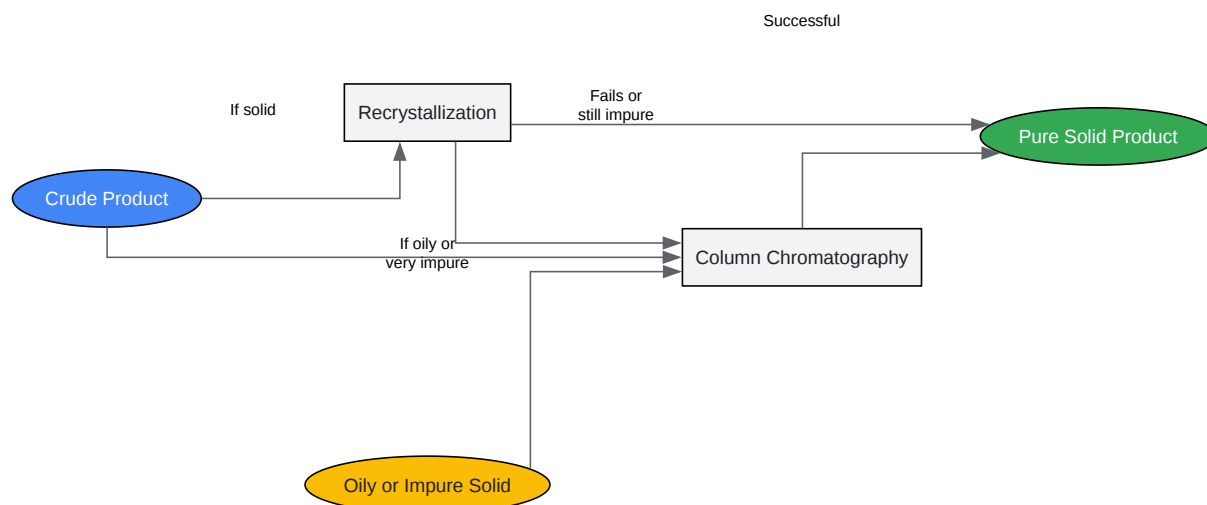 Successful
If solid
Recrystallization
Fails or
still impure
Pure Solid Product
Crude Product
If oily or
very impure
Column Chromatography
Oily or Impure Solid